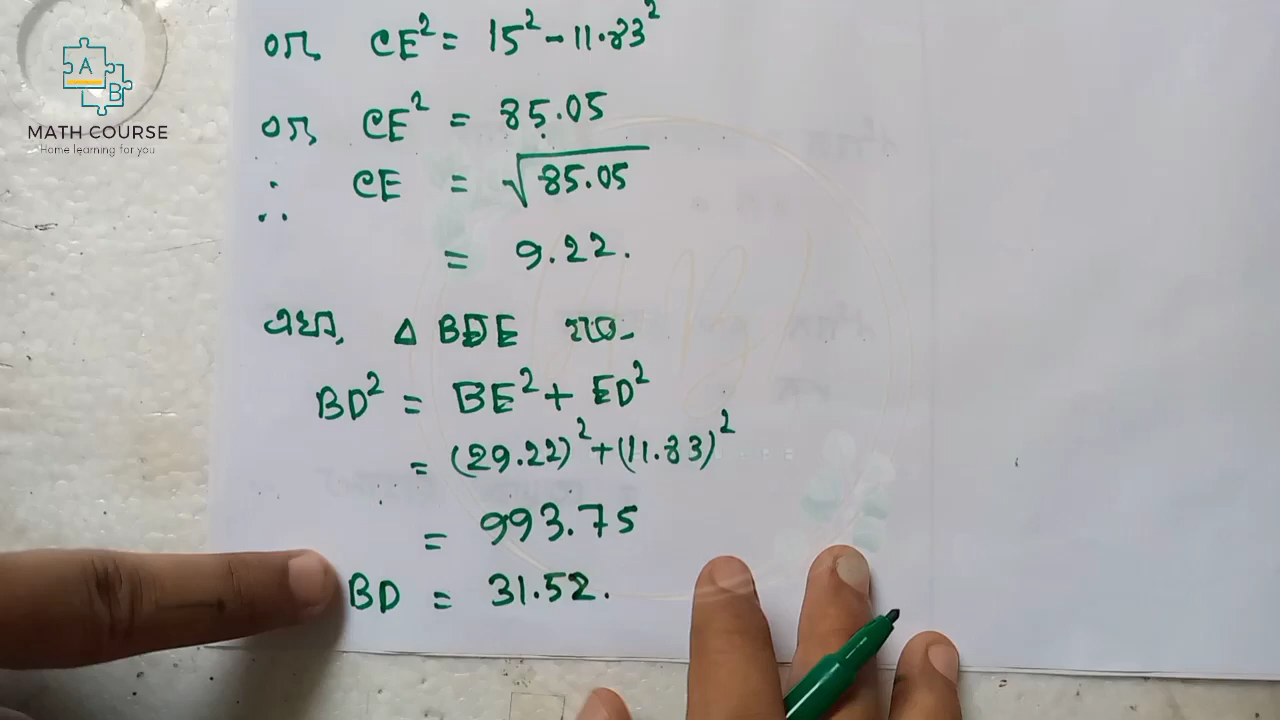 MATH COURSE
Home learning for you
A
B
বা, CE² = 15² - 11.83²
বা, CE² = 85.05
∴ CE = √85.05
= 9.22.
এখন, △ BDE হতে
BD² = BE² + ED²
= (29.22)² + (11.83)²
= 993.75
BD = 31.52.